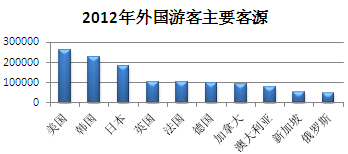 2012年外国游客主要客源
300000
200000
100000
0
美国
韩国
日本
英国
法国
德国
加拿大
澳大利亚
新加坡
俄罗斯